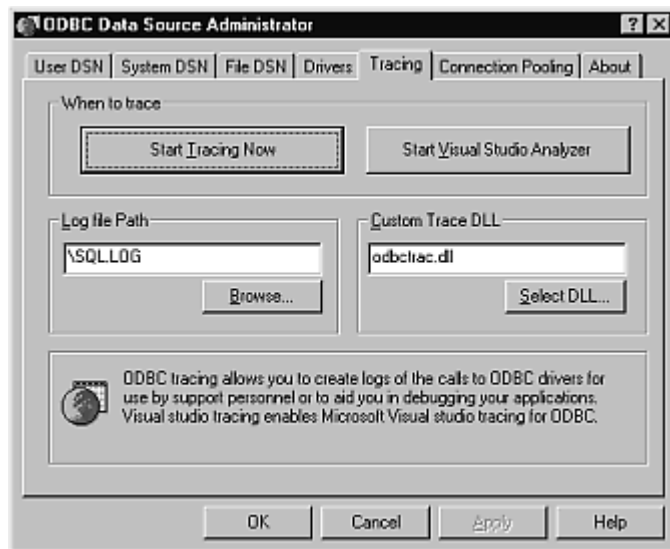 ODBC Data Source Administrator
User DSN System DSN File DSN Drivers Tracing Connection Pooling About
When to trace
Start Tracing Now Start Visual Studio Analyzer
Log file Path Custom Trace DLL
\SQL.LOG odbctrac.dll
Browse... Select DLL...
ODBC tracing allows you to create logs of the calls to ODBC drivers for
use by support personnel or to aid you in debugging your applications.
Visual studio tracing enables Microsoft Visual studio tracing for ODBC.
OK Cancel Apply Help